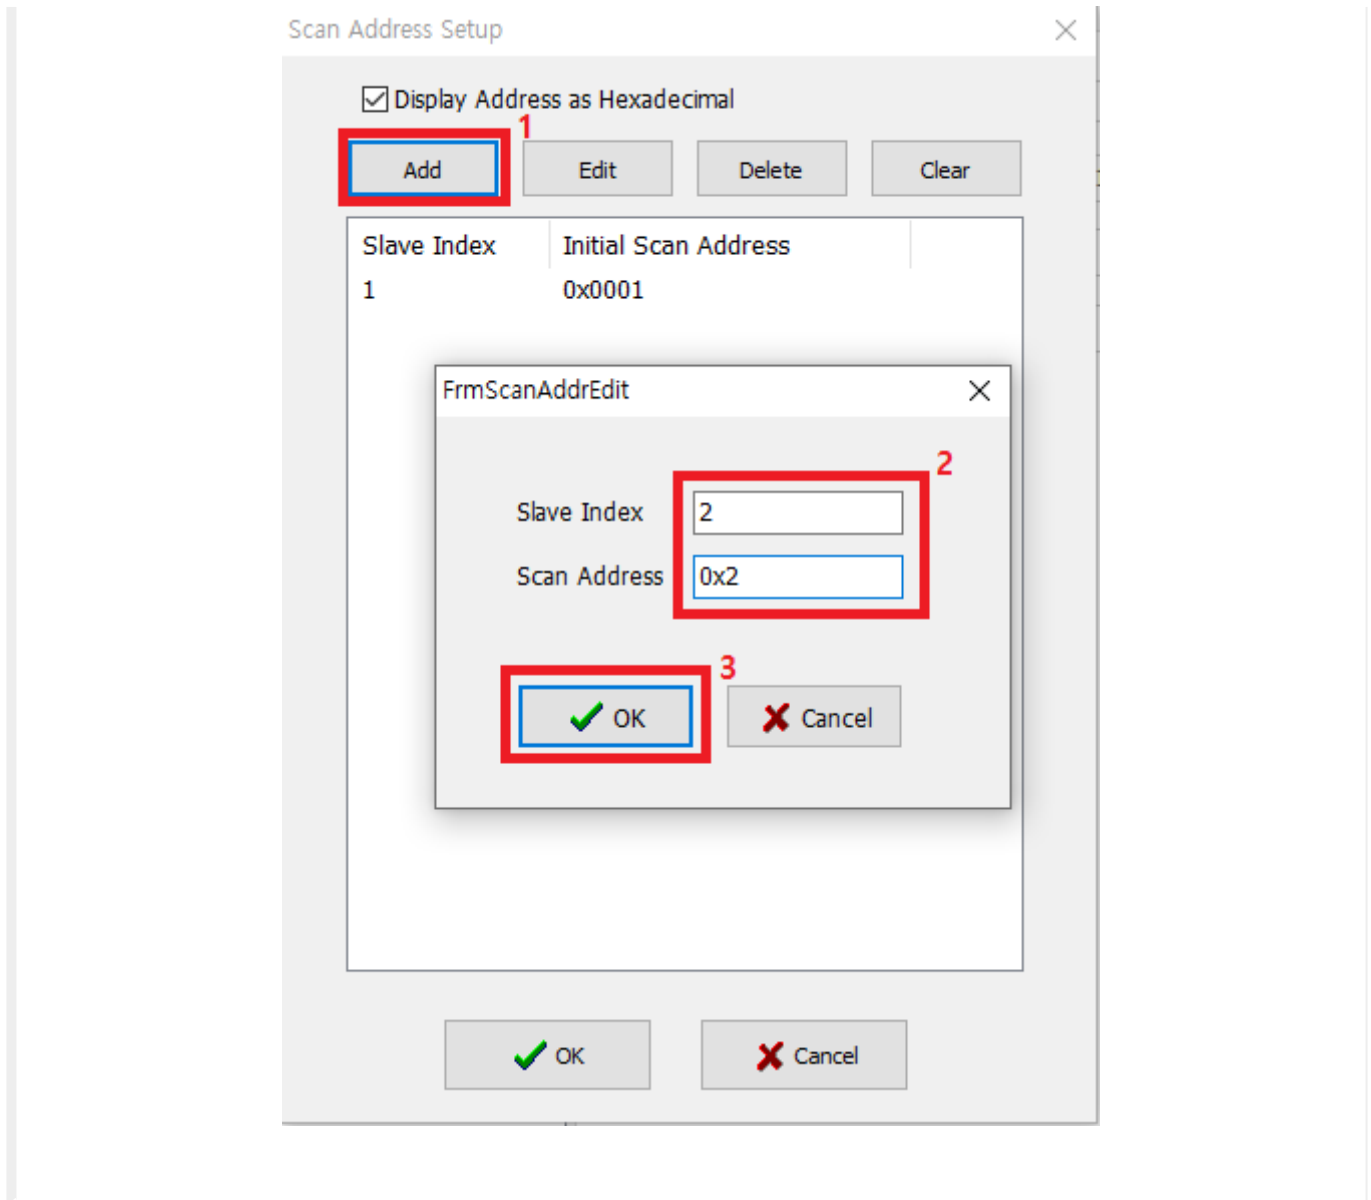 Scan Address Setup
Display Address as Hexadecimal
1
Add Edit Delete Clear
Slave Index Initial Scan Address
1 0x0001
FrmScanAddrEdit
2
Slave Index 2
Scan Address 0x2
3
OK Cancel
OK Cancel